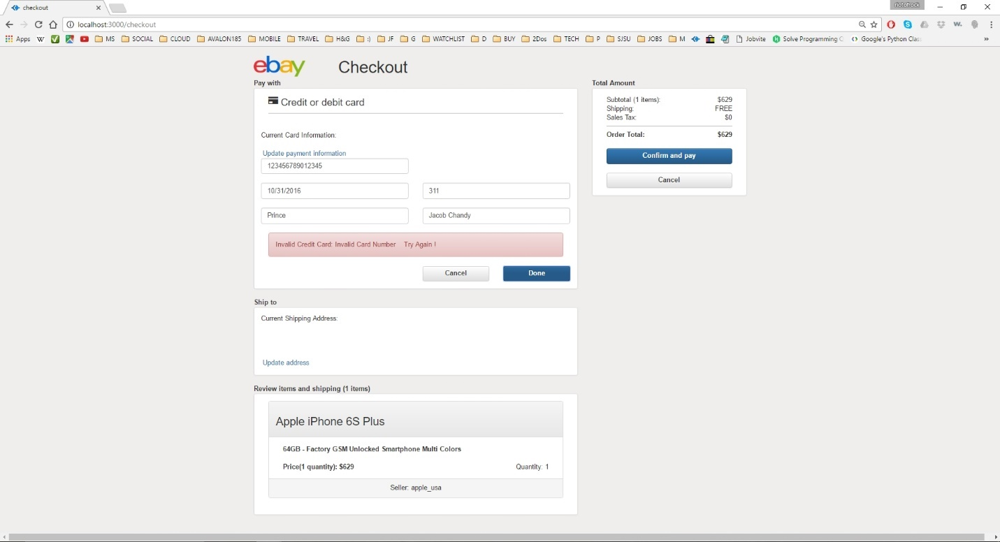 checkout
riotofrock
localhost:3000/checkout
Apps W MS SOCIAL CLOUD AVALON185 MOBILE TRAVEL H&G :) JF G WATCHLIST D BUY 2Dos TECH P SJSU JOBS M Jobvite Solve Programming C Google's Python Clas »
ebay Checkout
Pay with
Credit or debit card
Current Card Information:
Update payment information
123456789012345
10/31/2016 311
Prince Jacob Chandy
Invalid Credit Card: Invalid Card Number Try Again !
Cancel Done
Ship to
Current Shipping Address:
Update address
Review items and shipping (1 items)
Apple iPhone 6S Plus
64GB - Factory GSM Unlocked Smartphone Multi Colors
Price(1 quantity): $629 Quantity: 1
Seller: apple_usa
Total Amount
Subtotal (1 items): $629
Shipping: FREE
Sales Tax: $0
Order Total: $629
Confirm and pay
Cancel